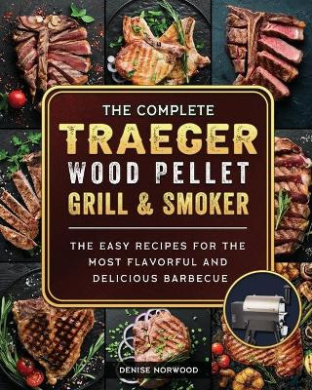 THE COMPLETE
TRAEGER
WOOD PELLET
GRILL & SMOKER
THE EASY RECIPES FOR THE
MOST FLAVORFUL AND
DELICIOUS BARBECUE
DENISE NORWOOD